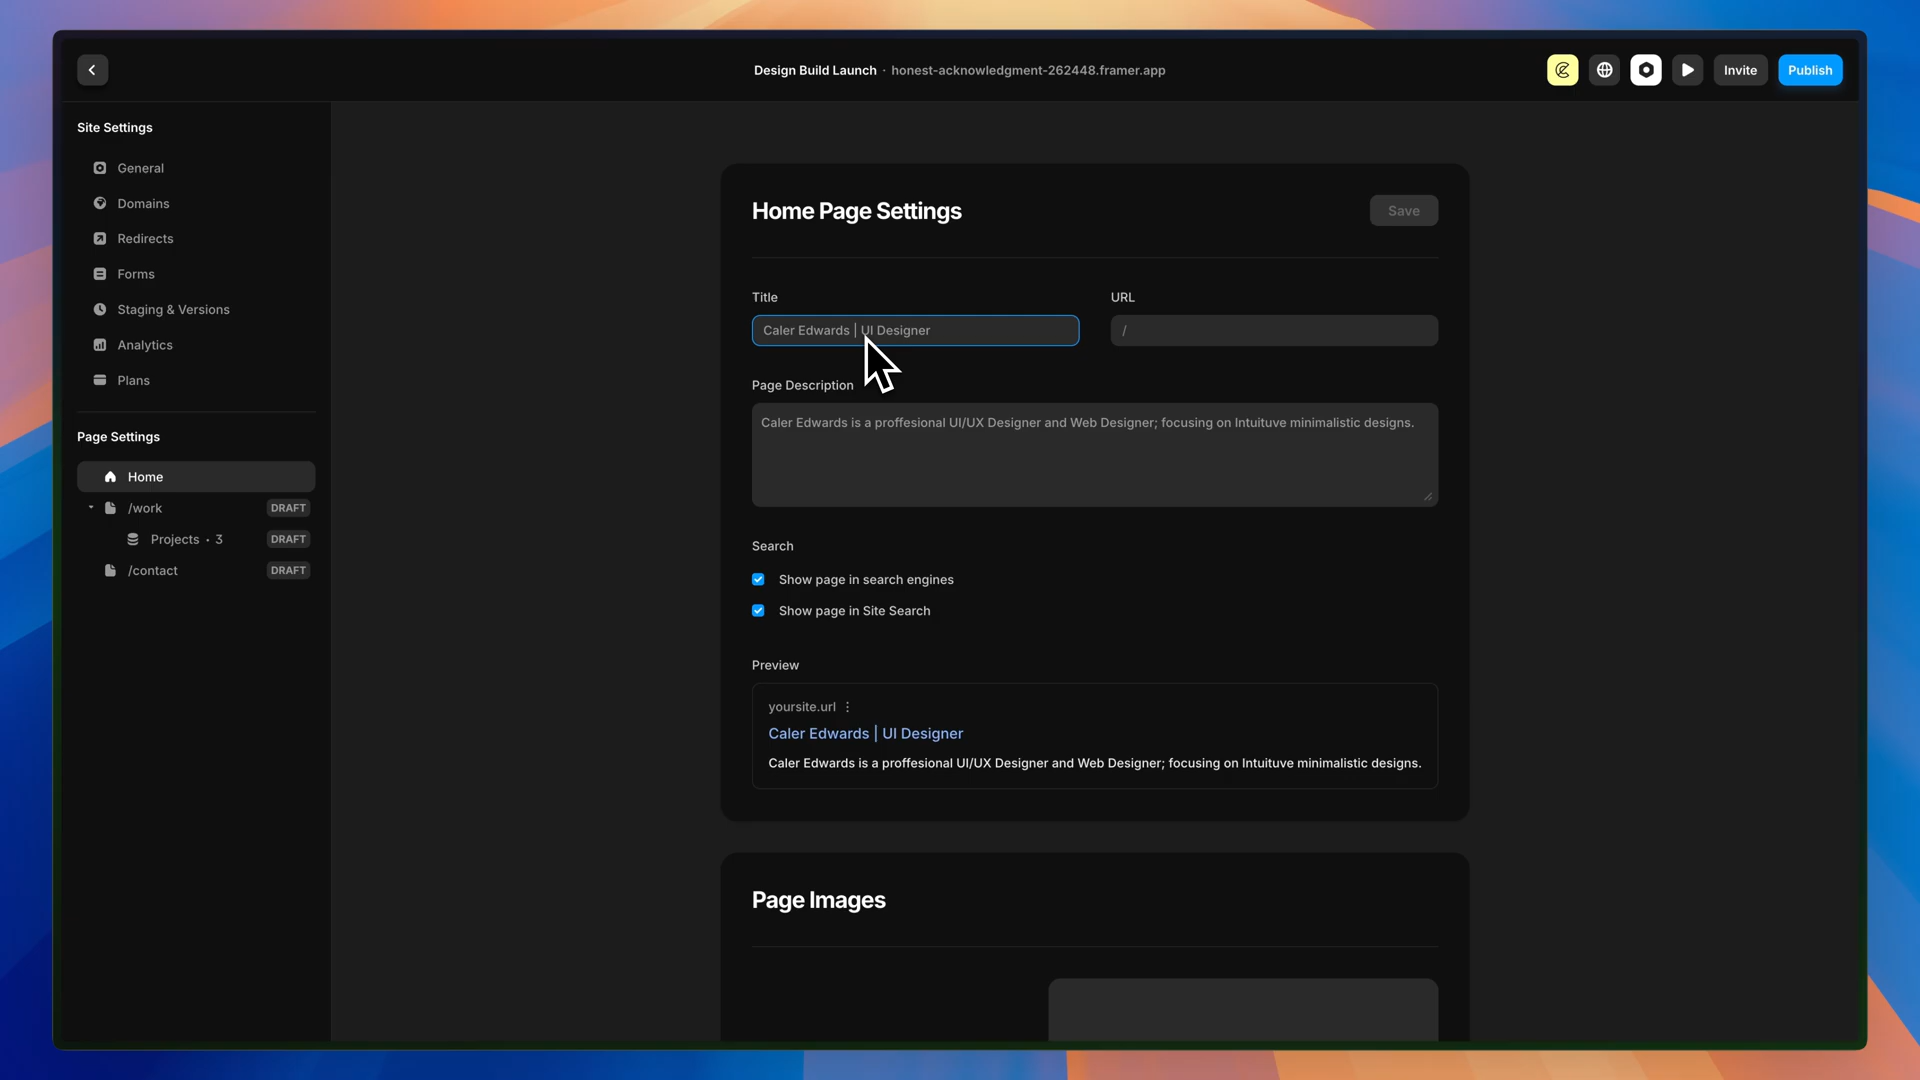 Design Build Launch · honest-acknowledgment-262448.framer.app
Invite
Publish
Site Settings
General
Domains
Redirects
Forms
Staging & Versions
Analytics
Plans
Page Settings
Home
/work DRAFT
Projects · 3 DRAFT
/contact DRAFT
Home Page Settings
Save
Title
URL
Caler Edwards | UI Designer
/
Page Description
Caler Edwards is a proffesional UI/UX Designer and Web Designer; focusing on Intuituve minimalistic designs.
Search
Show page in search engines
Show page in Site Search
Preview
yoursite.url
Caler Edwards | UI Designer
Caler Edwards is a proffesional UI/UX Designer and Web Designer; focusing on Intuituve minimalistic designs.
Page Images